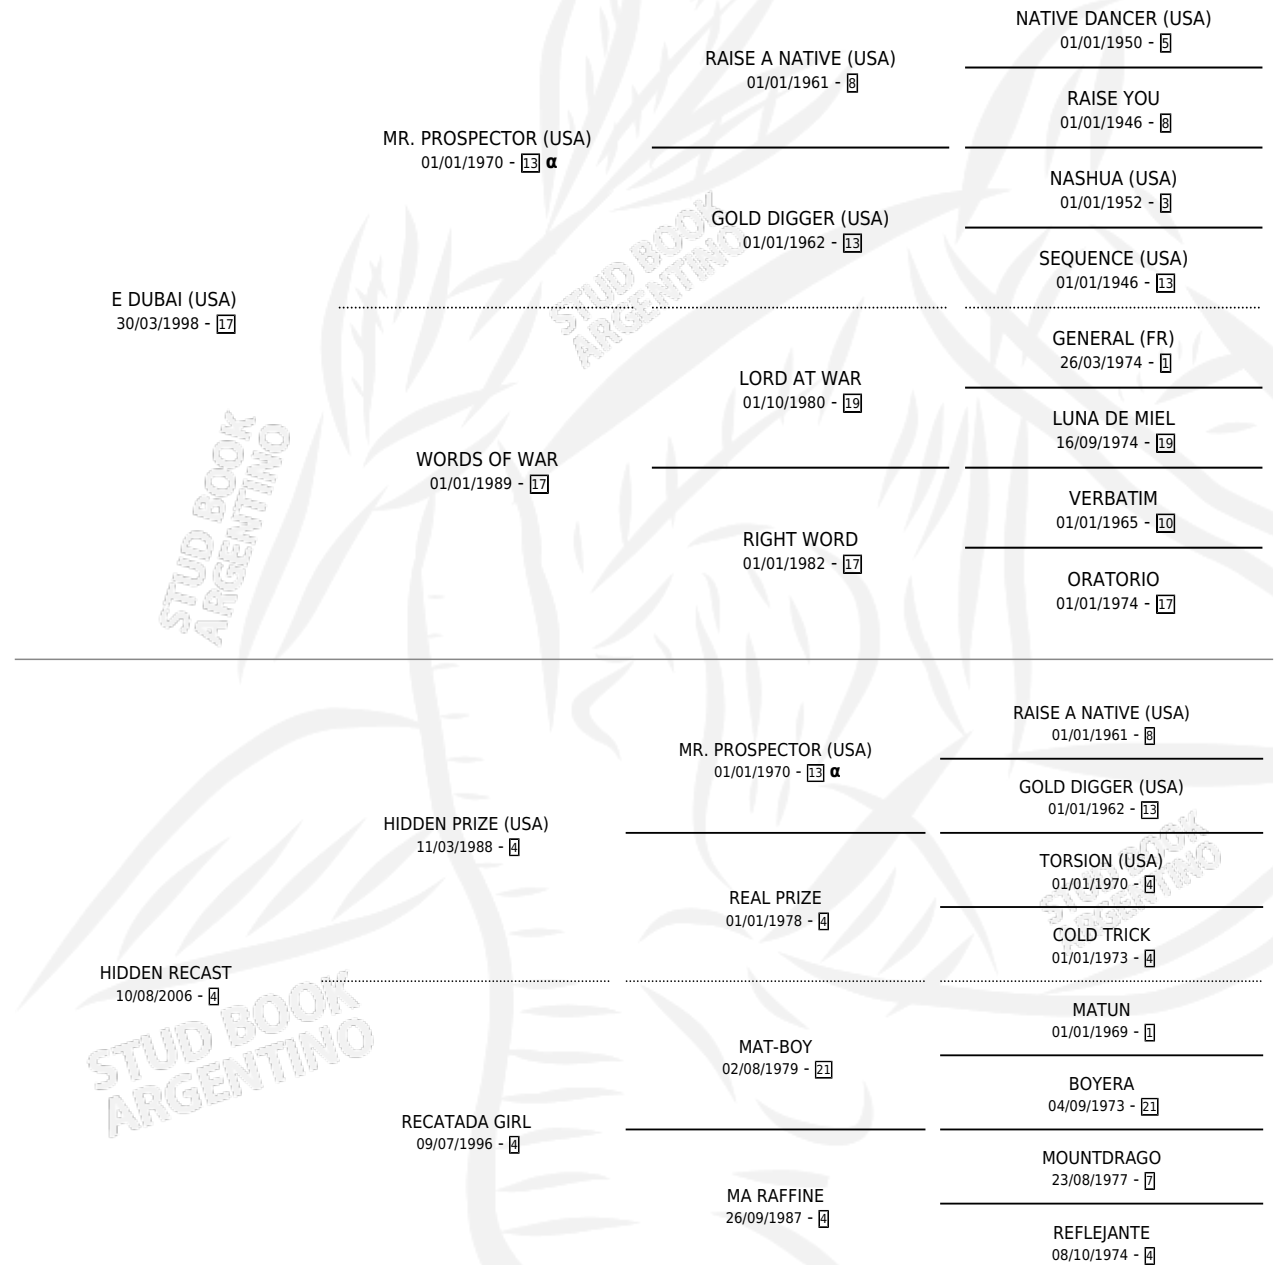 NATIVE DANCER (USA)
01/01/1950 - 5
RAISE A NATIVE (USA)
01/01/1961 - 8
RAISE YOU
01/01/1946 - 8
MR. PROSPECTOR (USA)
01/01/1970 - 13 α
NASHUA (USA)
01/01/1952 - 3
GOLD DIGGER (USA)
01/01/1962 - 13
SEQUENCE (USA)
01/01/1946 - 13
E DUBAI (USA)
30/03/1998 - 17
GENERAL (FR)
26/03/1974 - 1
LORD AT WAR
01/10/1980 - 19
LUNA DE MIEL
16/09/1974 - 19
WORDS OF WAR
01/01/1989 - 17
VERBATIM
01/01/1965 - 10
RIGHT WORD
01/01/1982 - 17
ORATORIO
01/01/1974 - 17
RAISE A NATIVE (USA)
01/01/1961 - 8
MR. PROSPECTOR (USA)
01/01/1970 - 13 α
GOLD DIGGER (USA)
01/01/1962 - 13
HIDDEN PRIZE (USA)
11/03/1988 - 4
TORSION (USA)
01/01/1970 - 4
REAL PRIZE
01/01/1978 - 4
COLD TRICK
01/01/1973 - 4
HIDDEN RECAST
10/08/2006 - 4
MATUN
01/01/1969 - 1
MAT-BOY
02/08/1979 - 21
BOYERA
04/09/1973 - 21
RECATADA GIRL
09/07/1996 - 4
MOUNTDRAGO
23/08/1977 - 7
MA RAFFINE
26/09/1987 - 4
REFLEJANTE
08/10/1974 - 4
STUD BOOK
ARGENTINO
STUD BOOK
ARGENTINO
STUD BOOK
ARGENTINO
STUD BOOK
ARGENTINO